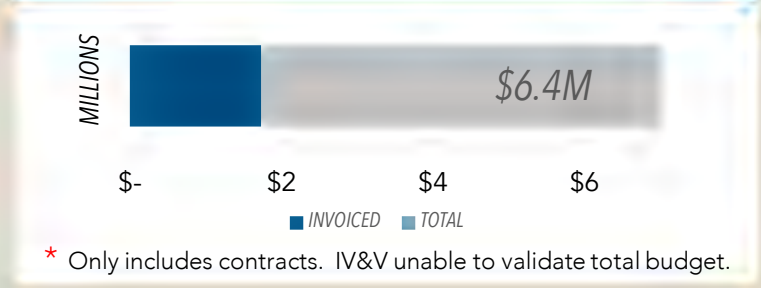 MILLIONS
$6.4M
$- $2 $4 $6
INVOICED TOTAL
* Only includes contracts. IV&V unable to validate total budget.